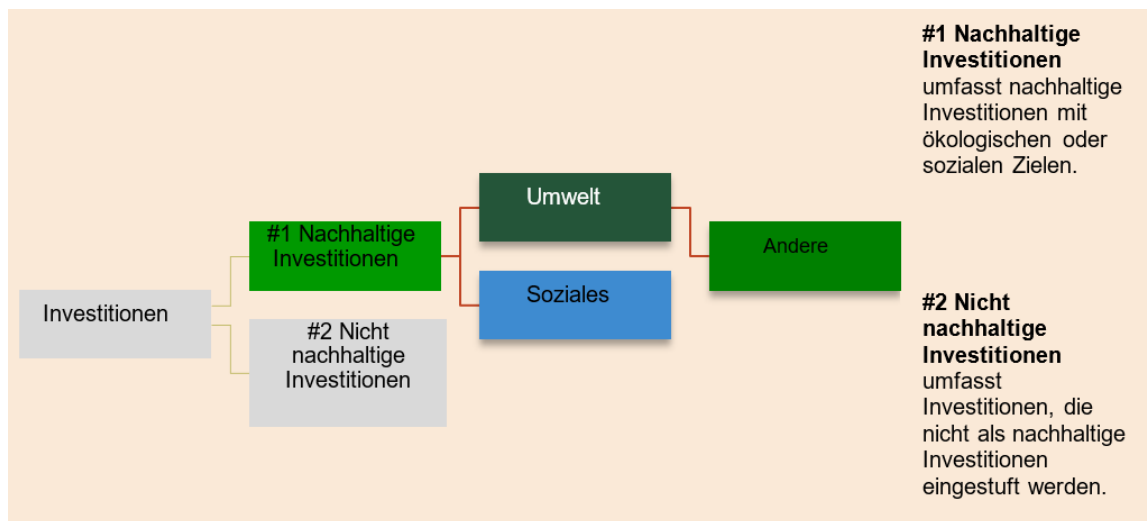 Investitionen
#1 Nachhaltige
Investitionen
#2 Nicht
nachhaltige
Investitionen
Umwelt
Soziales
Andere
#1 Nachhaltige
Investitionen
umfasst nachhaltige
Investitionen mit
ökologischen oder
sozialen Zielen.
#2 Nicht
nachhaltige
Investitionen
umfasst
Investitionen, die
nicht als nachhaltige
Investitionen
eingestuft werden.